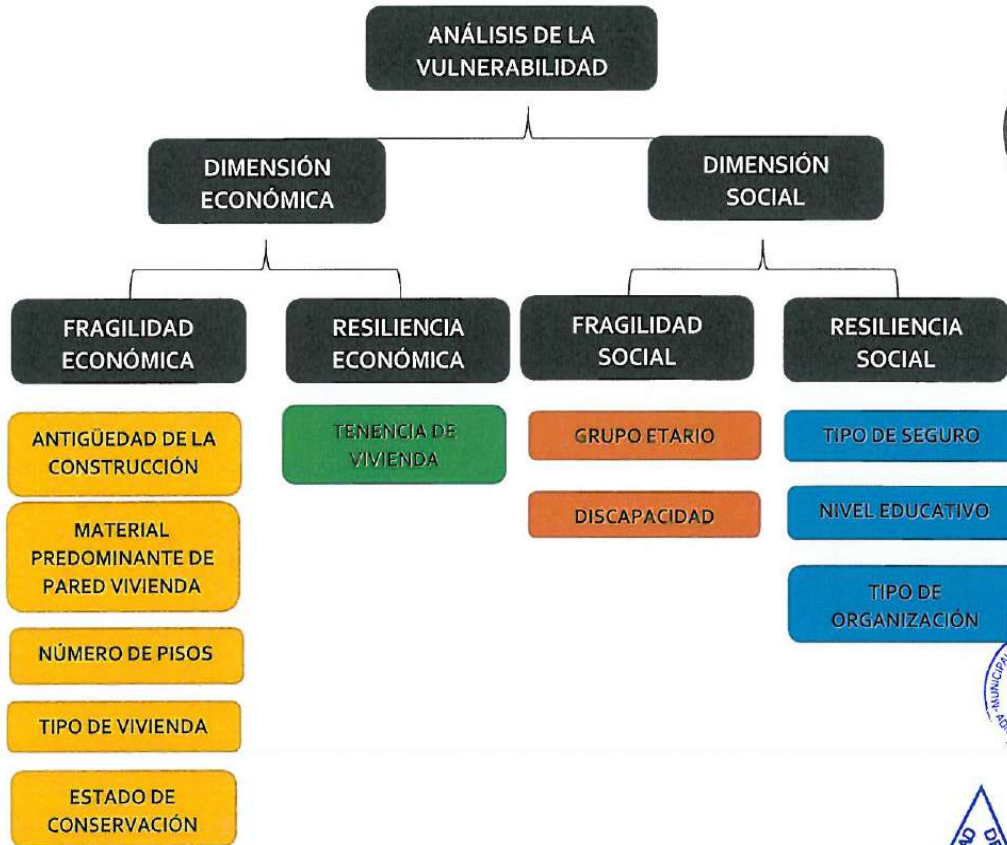 ANÁLISIS DE LA
VULNERABILIDAD
DIMENSIÓN
ECONÓMICA
DIMENSIÓN
SOCIAL
FRAGILIDAD
ECONÓMICA
RESILIENCIA
ECONÓMICA
FRAGILIDAD
SOCIAL
RESILIENCIA
SOCIAL
ANTIGÜEDAD DE LA
CONSTRUCCIÓN
MATERIAL
PREDOMINANTE DE
PARED VIVIENDA
NÚMERO DE PISOS
TIPO DE VIVIENDA
ESTADO DE
CONSERVACIÓN
TENENCIA DE
VIVIENDA
GRUPO ETARIO
DISCAPACIDAD
TIPO DE SEGURO
NIVEL EDUCATIVO
TIPO DE
ORGANIZACIÓN